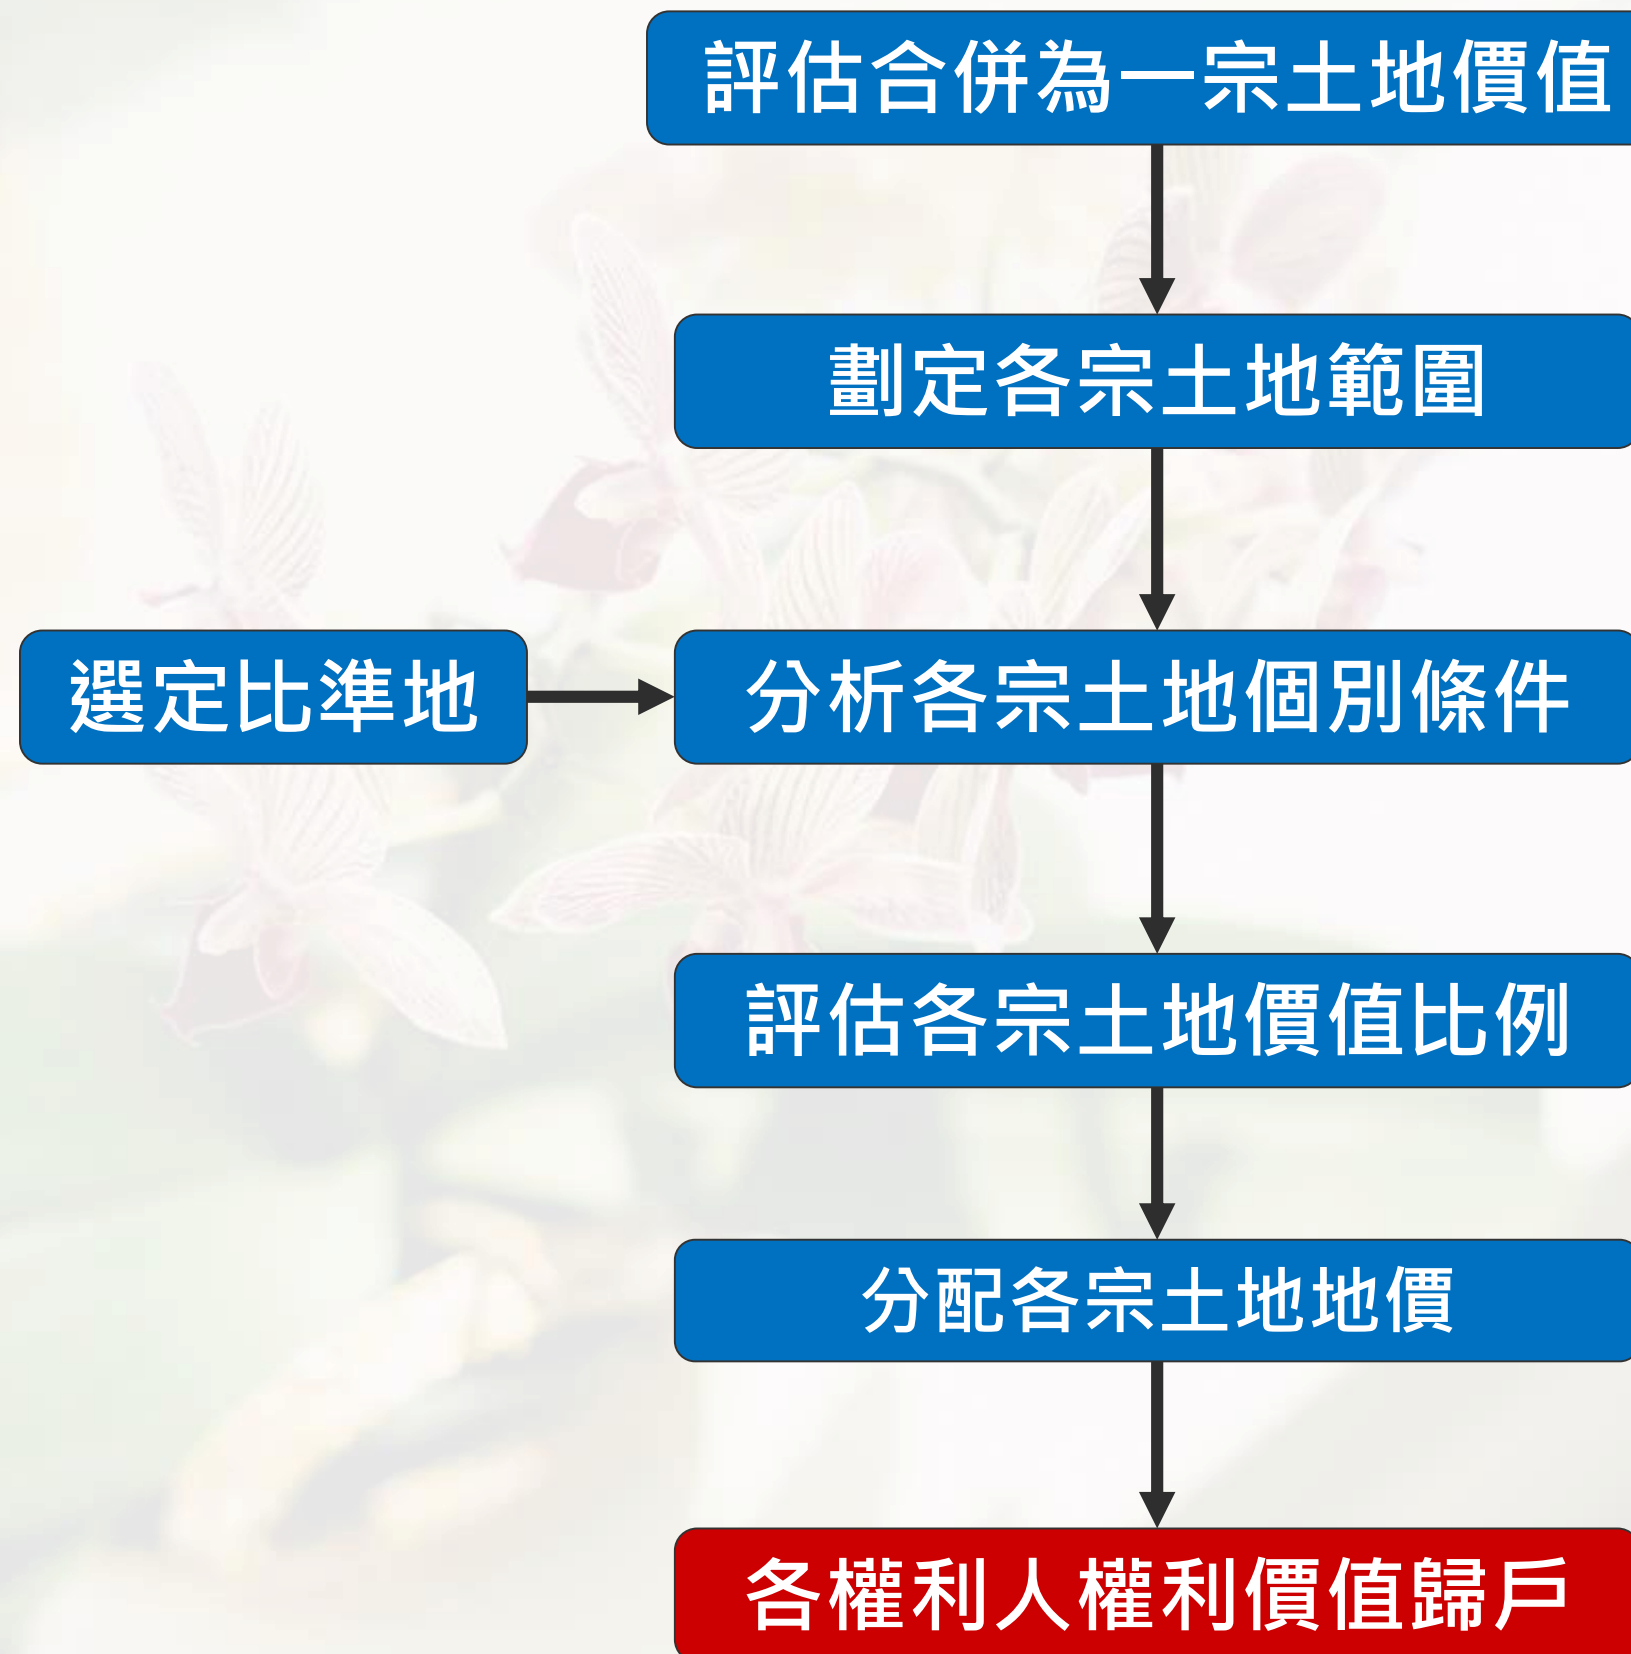 評估合併為一宗土地價值
劃定各宗土地範圍
選定比準地
分析各宗土地個別條件
評估各宗土地價值比例
分配各宗土地地價
各權利人權利價值歸戶